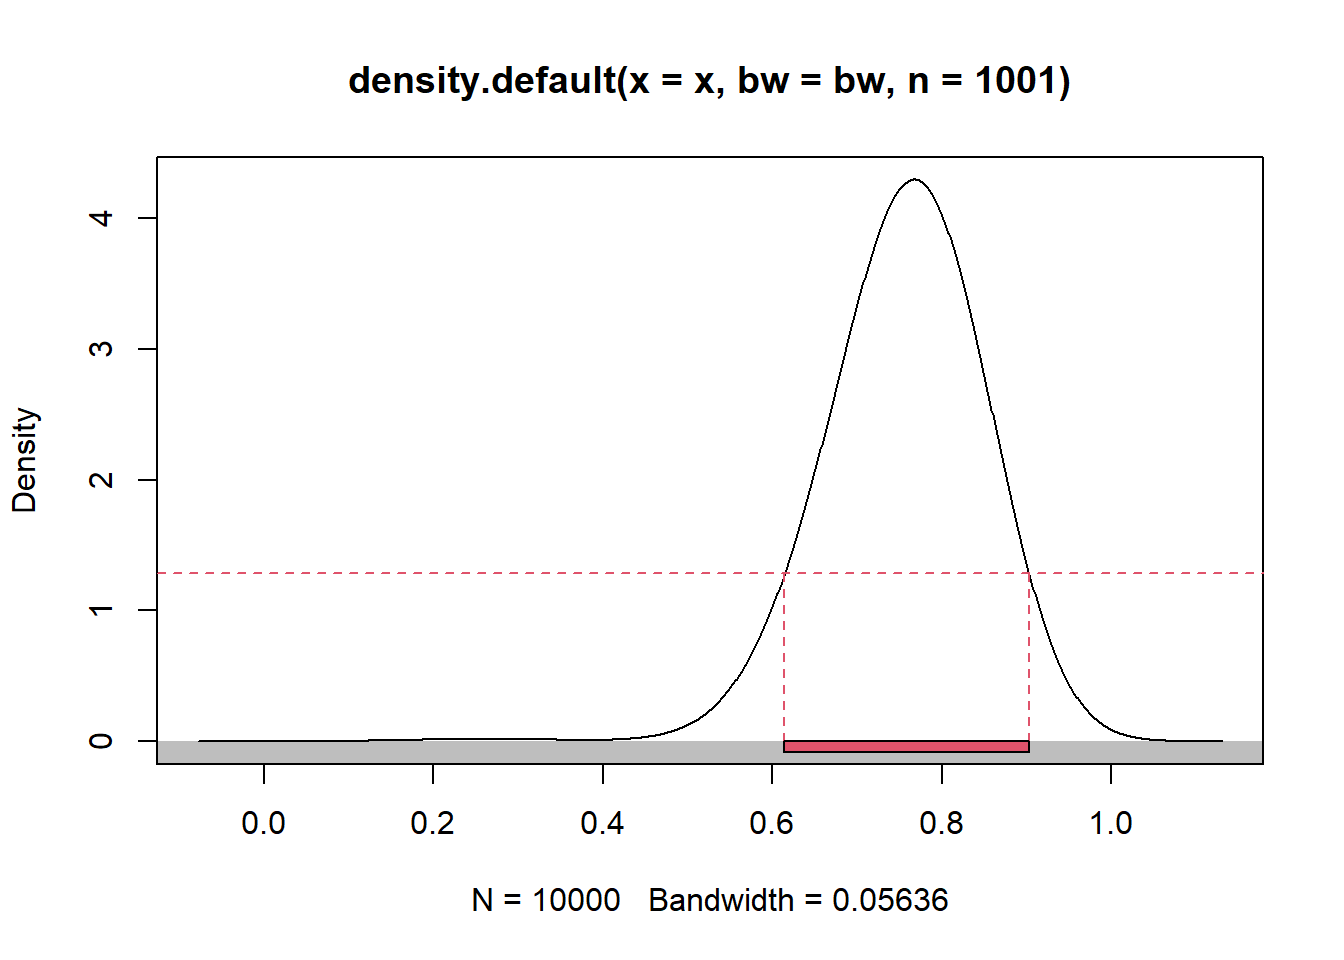 density.default(x = x, bw = bw, n = 1001)
Density
4
3
2
1
0
0.0 0.2 0.4 0.6 0.8 1.0
N = 10000 Bandwidth = 0.05636